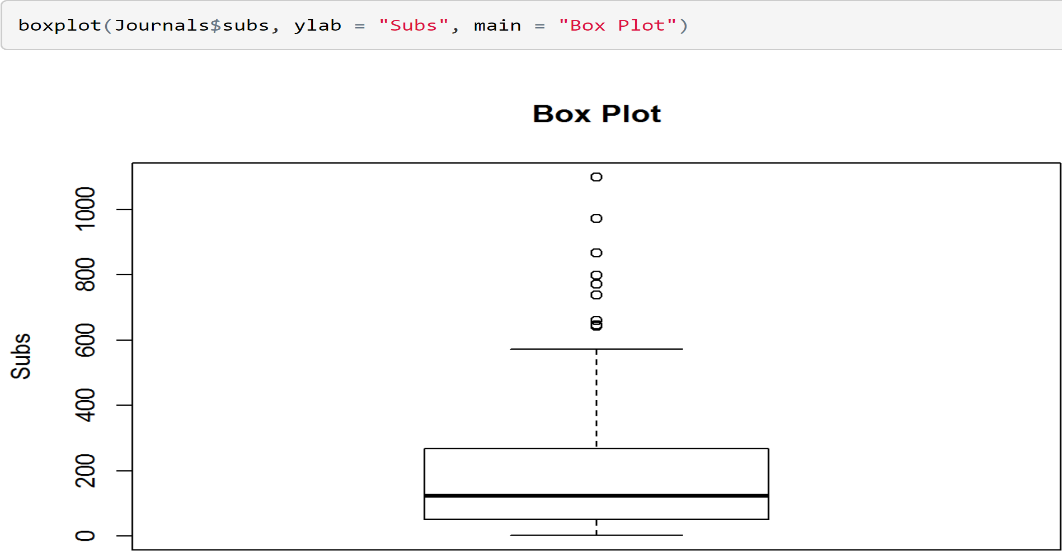 boxplot(Journals$subs, ylab = "Subs", main = "Box Plot")
Box Plot
1000
800
600
400
200
0
Subs